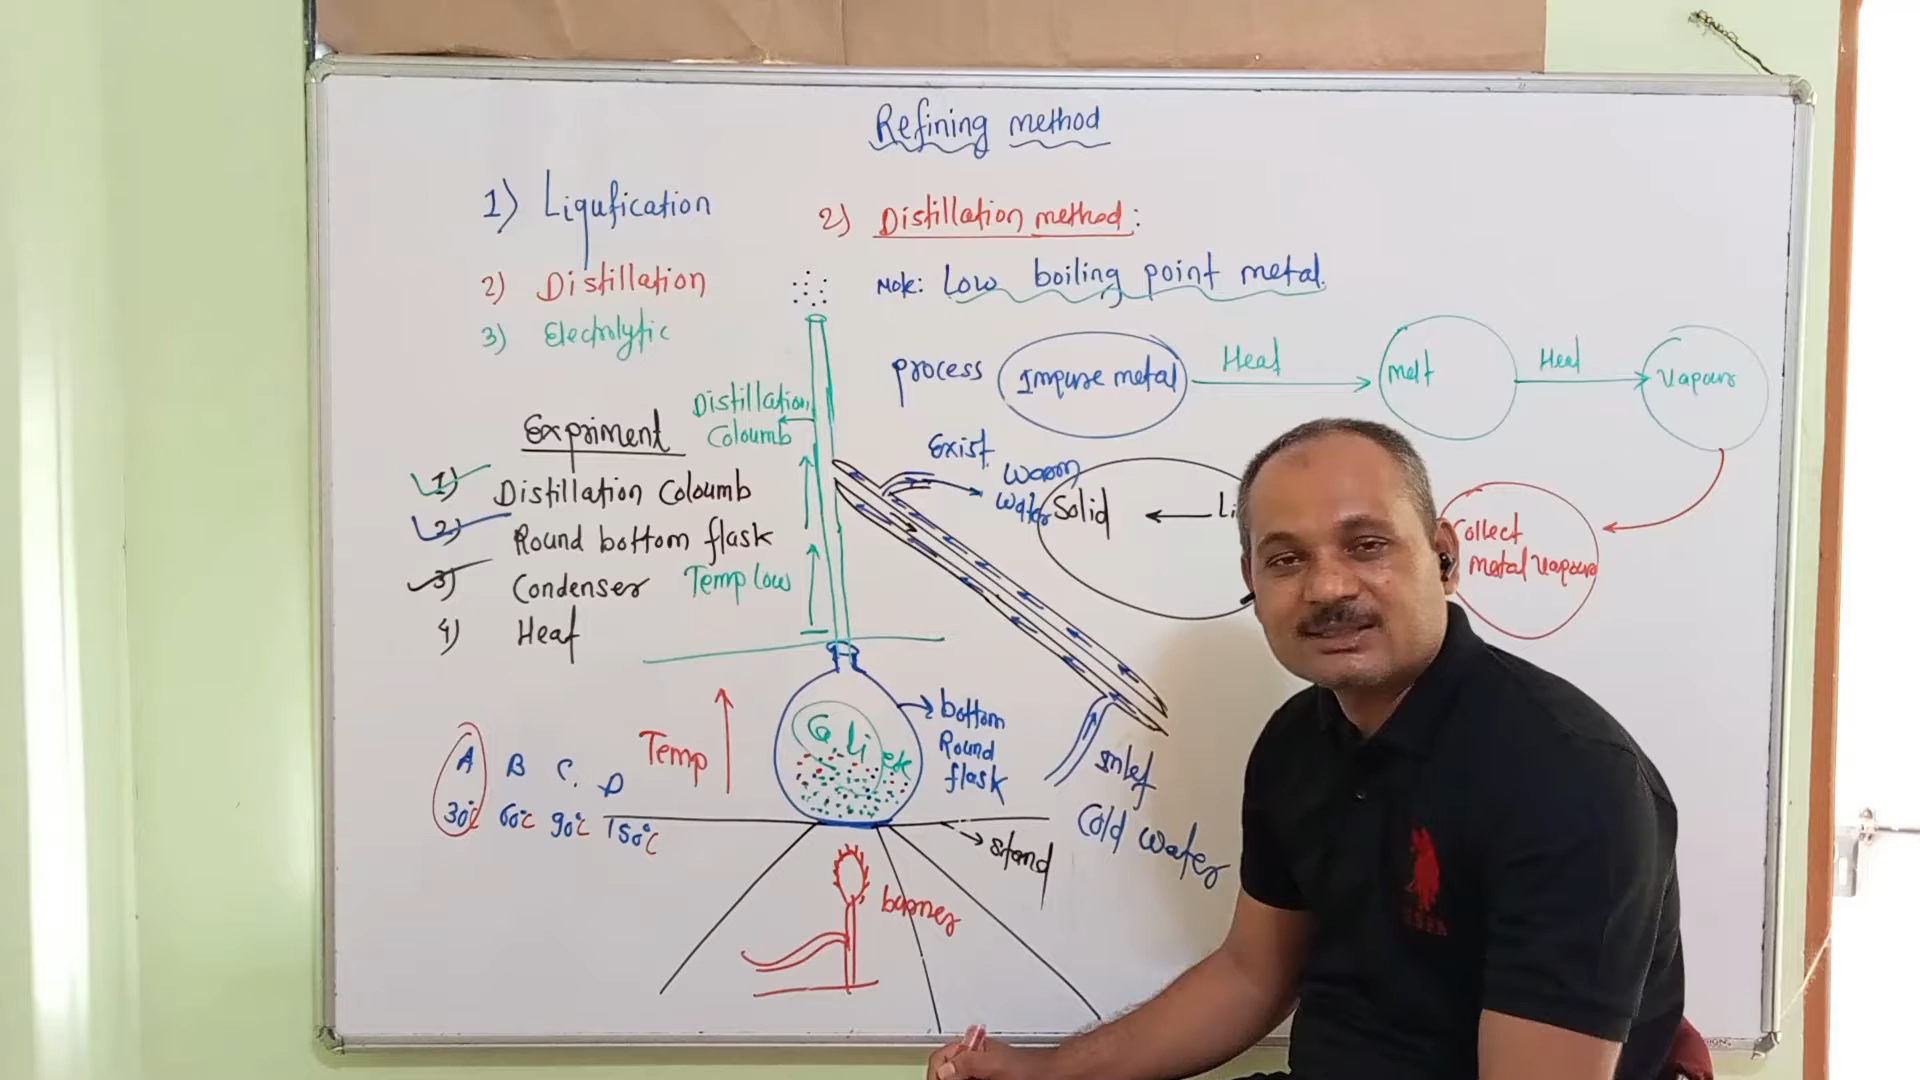 Refining method
1) Liqufication
2) Distillation
3) Electrolytic
2) Distillation method:
Note: Low boiling point metal.
process
Impure metal
Heat
melt
Heat
Vapour
Collect
metal vapour
Li
Solid
Expriment
1) Distillation Coloumb
2) Round bottom flask
3) Condenser
4) Heat
Distillation
Coloumb
Temp low
Exist.
Warm
Water
Temp
A B C. D
30°C 60°C 90°C 150°C
bottom
Round
flask
Inlet
Cold water
stand
burner